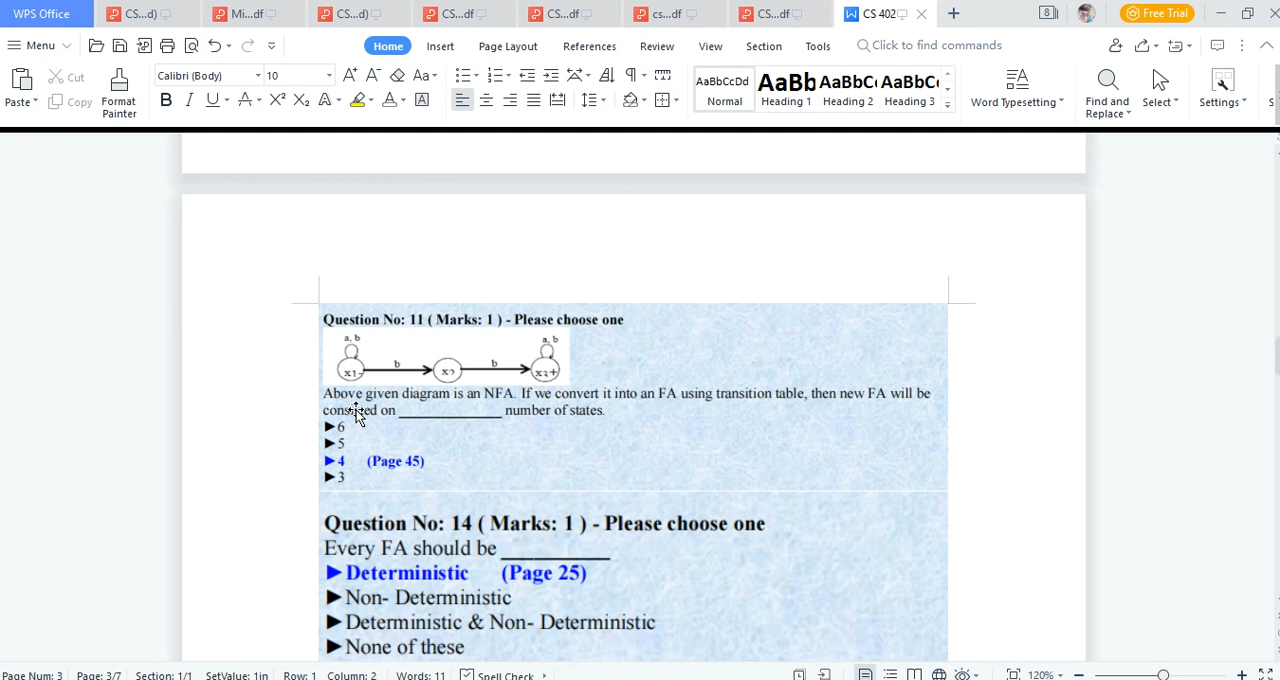 WPS Office CS...d) Mi...df CS...d) CS...df CS...df cs...df CS...df CS 402 Free Trial
Menu Home Insert Page Layout References Review View Section Tools Click to find commands
Paste Cut Copy Format Painter Calibri (Body) 10 AaBbCcDd Normal AaBb Heading 1 AaBbC Heading 2 AaBbC Heading 3 Word Typesetting Find and Replace Select Settings
Question No: 11 ( Marks: 1 ) - Please choose one
a, b a, b
x1- b b x3+
Above given diagram is an NFA. If we convert it into an FA using transition table, then new FA will be
consisted on _______________ number of states.
►6
►5
►4 (Page 45)
►3
Question No: 14 ( Marks: 1 ) - Please choose one
Every FA should be __________
►Deterministic (Page 25)
►Non- Deterministic
►Deterministic & Non- Deterministic
►None of these
Page Num: 3 Page: 3/7 Section: 1/1 SetValue: 1in Row: 1 Column: 2 Words: 11 Spell Check 120%